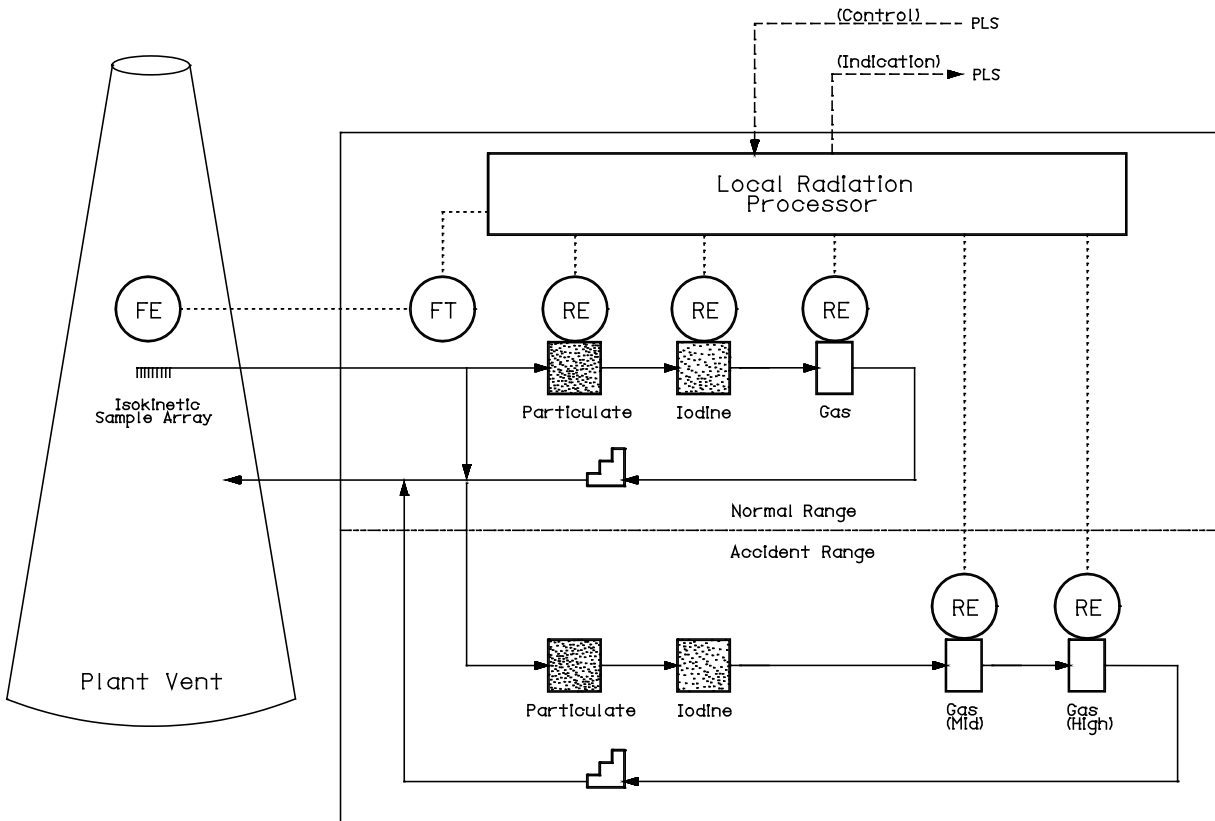 (Control)
PLS
(Indication)
PLS
Local Radiation
Processor
FE
FT
RE
RE
RE
Isokinetic
Sample Array
Particulate
Iodine
Gas
Normal Range
Accident Range
RE
RE
Plant Vent
Particulate
Iodine
Gas
(Mid)
Gas
(High)